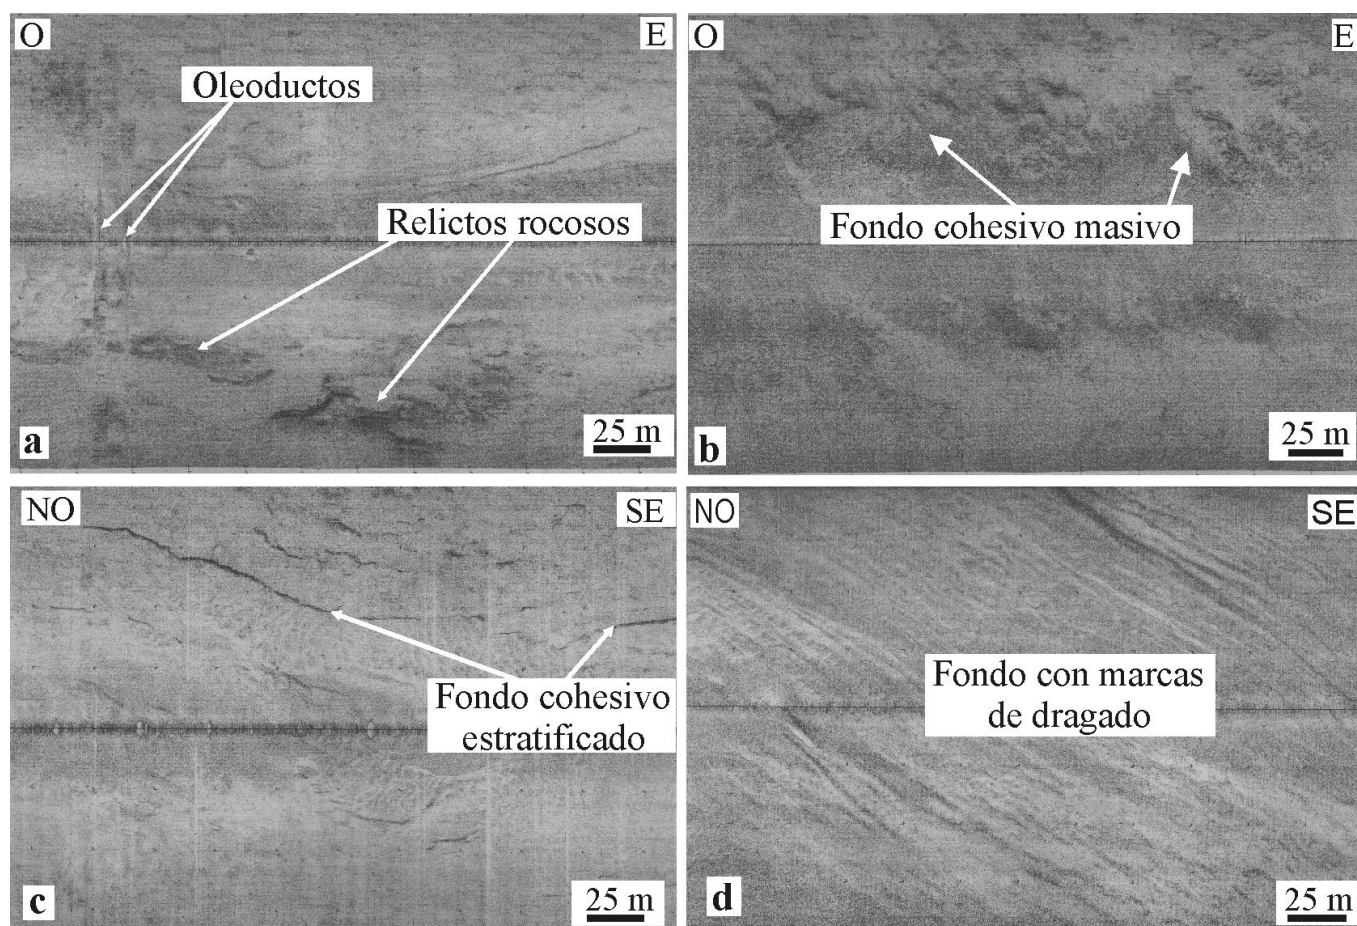 O
E
Oleoductos
Relictos rocosos
a
25 m
O
E
Fondo cohesivo masivo
b
25 m
NO
SE
Fondo cohesivo
estratificado
c
25 m
NO
SE
Fondo con marcas
de dragado
d
25 m